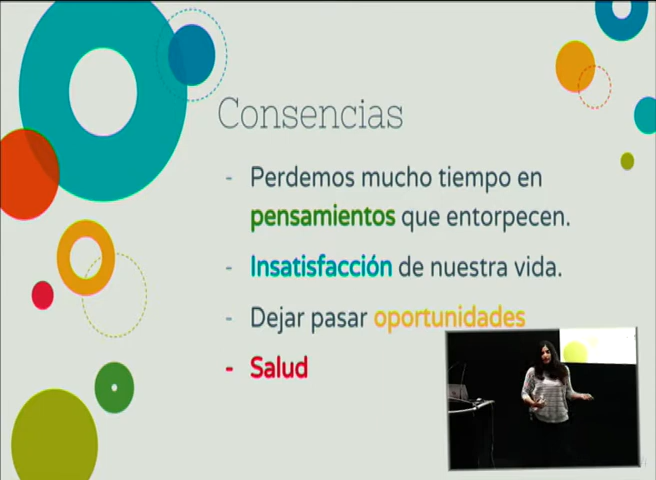 Consencias
- Perdemos mucho tiempo en
pensamientos que entorpecen.
- Insatisfacción de nuestra vida.
- Dejar pasar oportunidades
- Salud